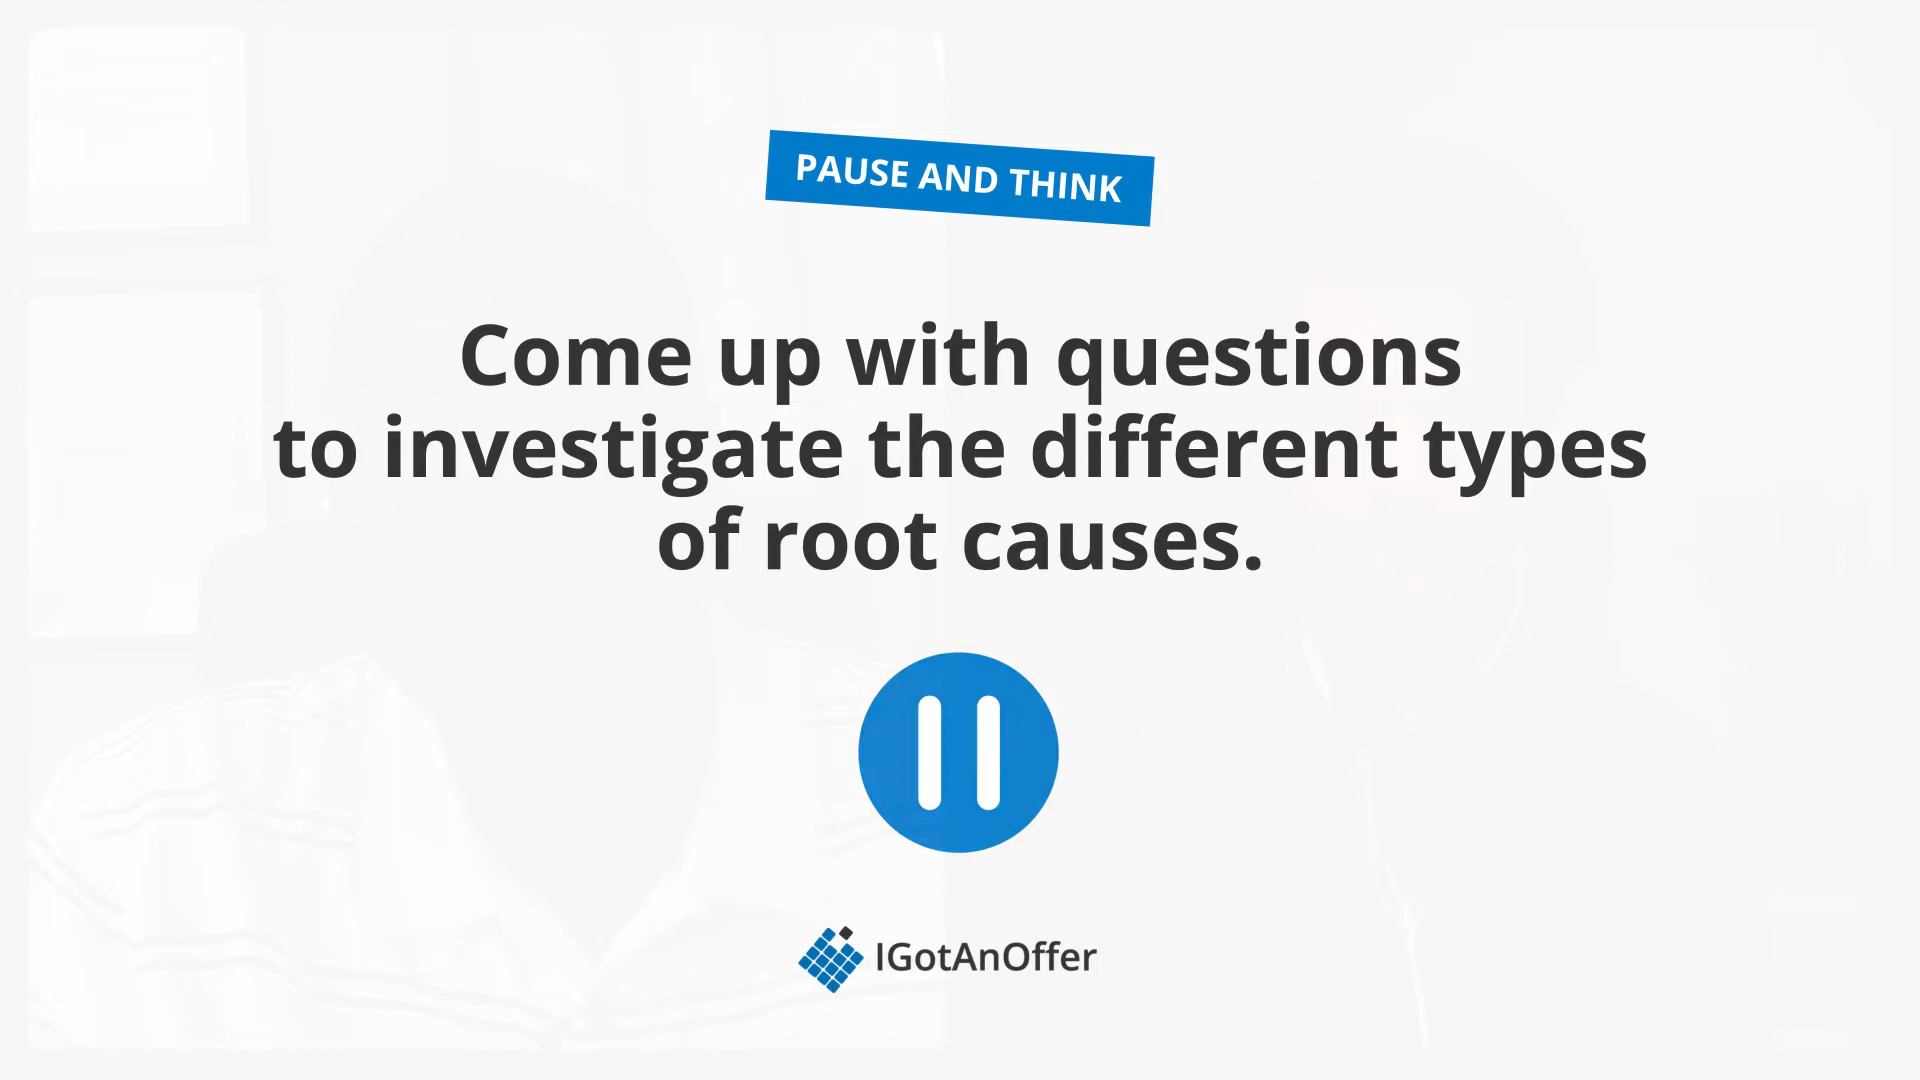 PAUSE AND THINK
Come up with questions
to investigate the different types
of root causes.
IGotAnOffer